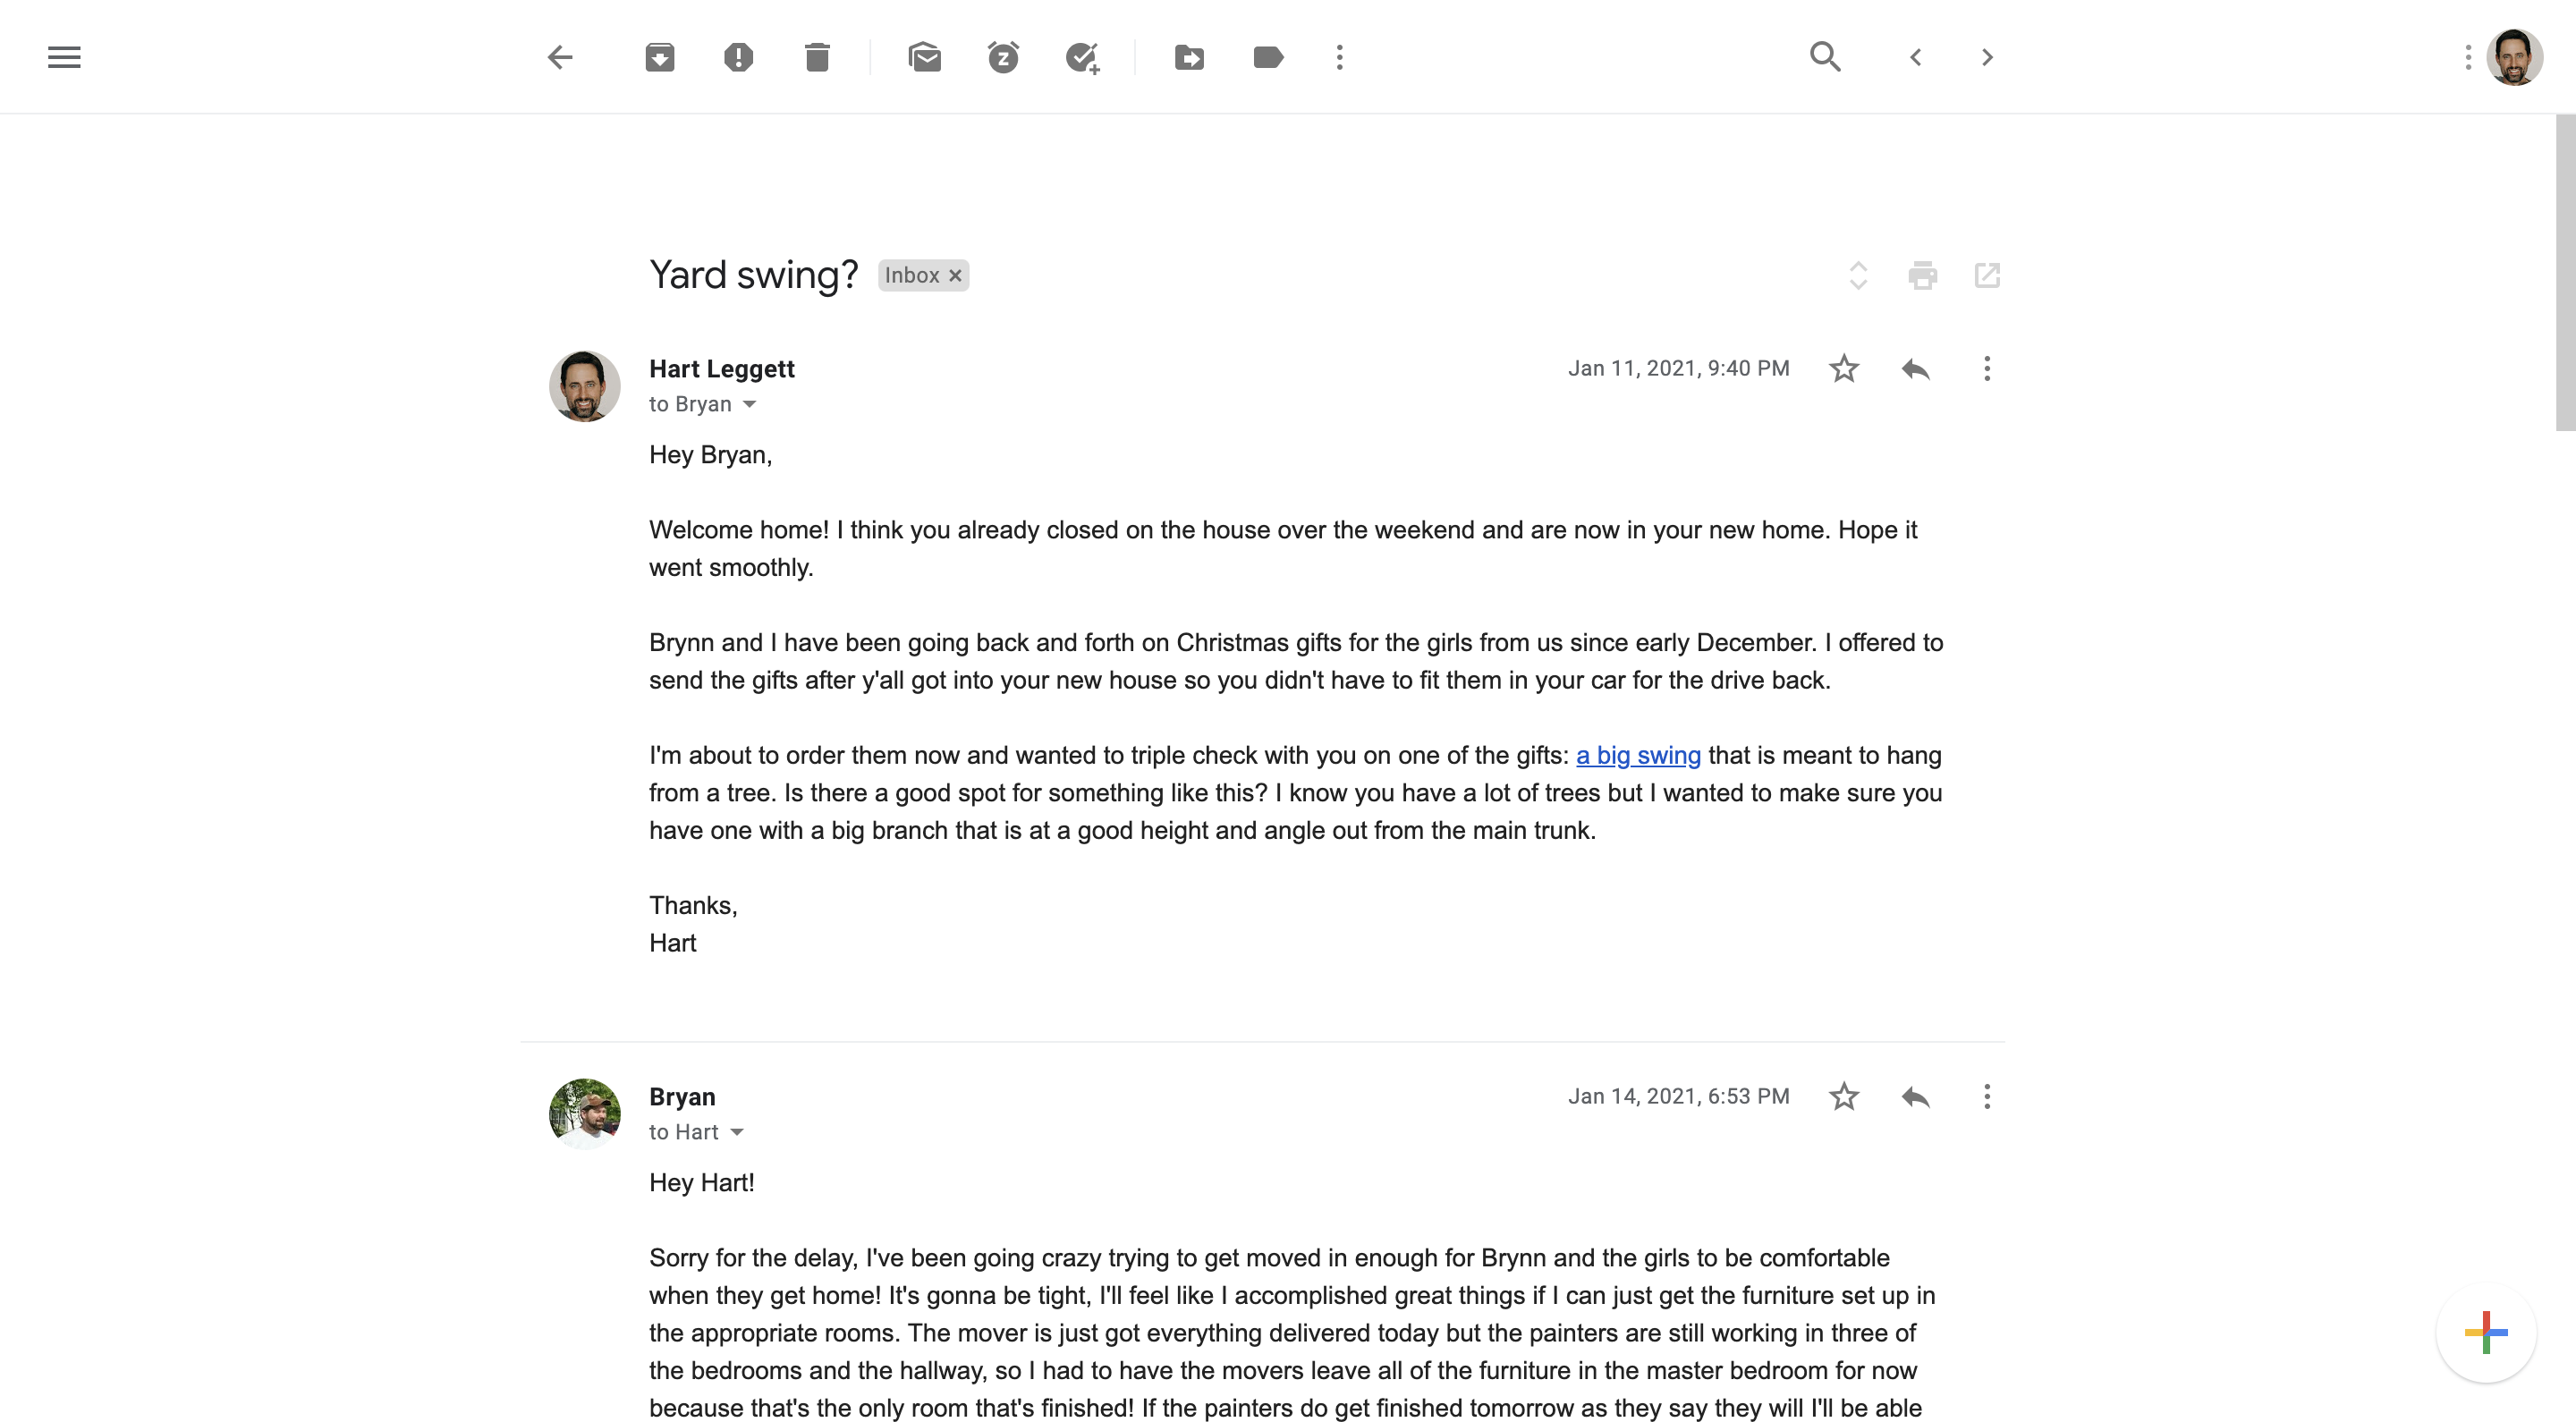 Yard swing? Inbox ×
Hart Leggett
Jan 11, 2021, 9:40 PM
to Bryan
Hey Bryan,
Welcome home! I think you already closed on the house over the weekend and are now in your new home. Hope it
went smoothly.
Brynn and I have been going back and forth on Christmas gifts for the girls from us since early December. I offered to
send the gifts after y'all got into your new house so you didn't have to fit them in your car for the drive back.
I'm about to order them now and wanted to triple check with you on one of the gifts: a big swing that is meant to hang
from a tree. Is there a good spot for something like this? I know you have a lot of trees but I wanted to make sure you
have one with a big branch that is at a good height and angle out from the main trunk.
Thanks,
Hart
Bryan
Jan 14, 2021, 6:53 PM
to Hart
Hey Hart!
Sorry for the delay, I've been going crazy trying to get moved in enough for Brynn and the girls to be comfortable
when they get home! It's gonna be tight, I'll feel like I accomplished great things if I can just get the furniture set up in
the appropriate rooms. The mover is just got everything delivered today but the painters are still working in three of
the bedrooms and the hallway, so I had to have the movers leave all of the furniture in the master bedroom for now
because that's the only room that's finished! If the painters do get finished tomorrow as they say they will I'll be able